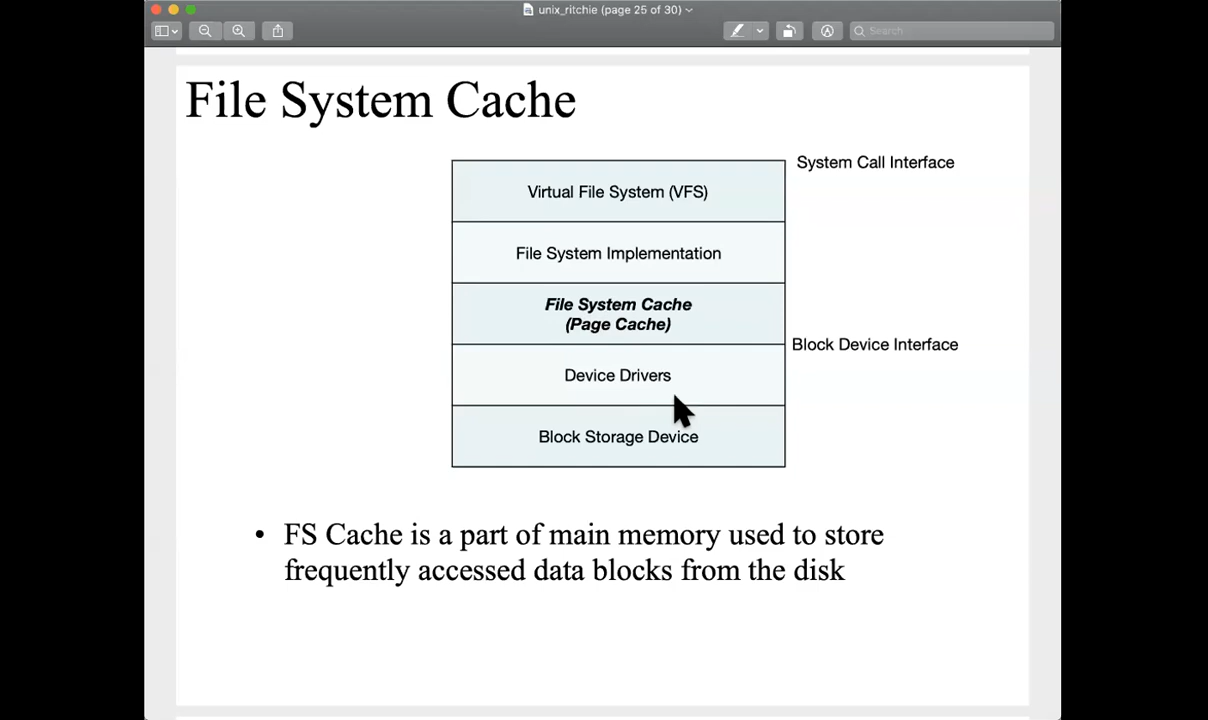 unix_ritchie (page 25 of 30)
Search
File System Cache
System Call Interface
Virtual File System (VFS)
File System Implementation
File System Cache
(Page Cache)
Block Device Interface
Device Drivers
Block Storage Device
• FS Cache is a part of main memory used to store
frequently accessed data blocks from the disk